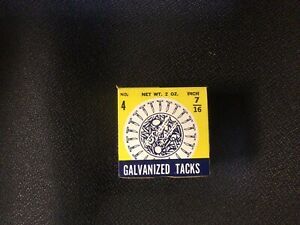 NO: NET WT. 2 OZ. INCH
4 7/16
GALVANIZED TACKS